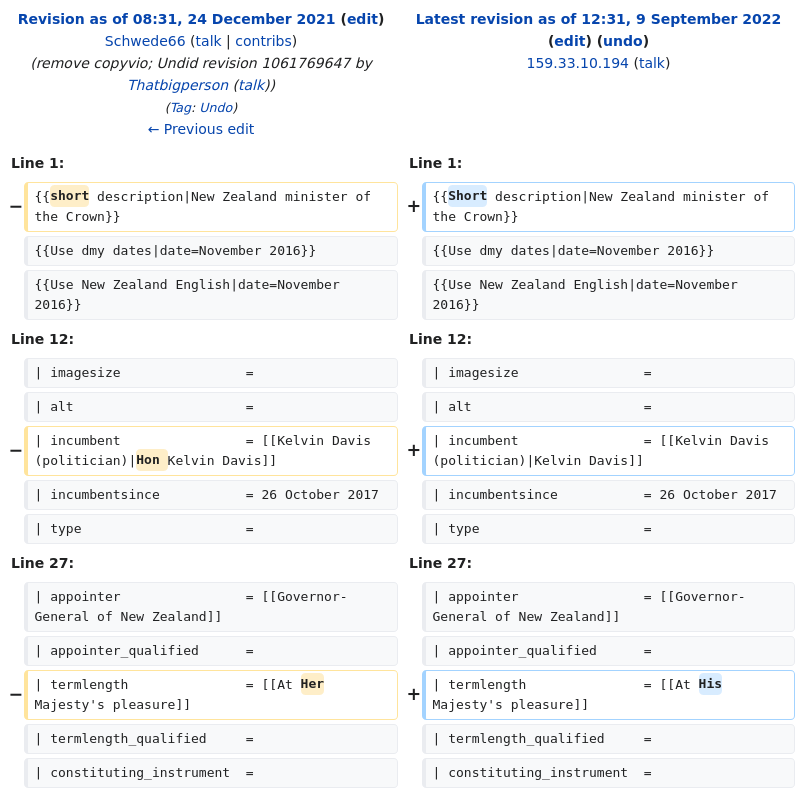 Revision as of 08:31, 24 December 2021 (edit)
Schwede66 (talk | contribs)
(remove copyvio; Undid revision 1061769647 by
Thatbigperson (talk))
(Tag: Undo)
← Previous edit
Latest revision as of 12:31, 9 September 2022
(edit) (undo)
159.33.10.194 (talk)
Line 1:
Line 1:
− {{short description|New Zealand minister of
the Crown}}
+ {{Short description|New Zealand minister of
the Crown}}
{{Use dmy dates|date=November 2016}}
{{Use dmy dates|date=November 2016}}
{{Use New Zealand English|date=November
2016}}
{{Use New Zealand English|date=November
2016}}
Line 12:
Line 12:
| imagesize                =
| imagesize                =
| alt                      =
| alt                      =
− | incumbent                = [[Kelvin Davis
(politician)|Hon Kelvin Davis]]
+ | incumbent                = [[Kelvin Davis
(politician)|Kelvin Davis]]
| incumbentsince           = 26 October 2017
| incumbentsince           = 26 October 2017
| type                     =
| type                     =
Line 27:
Line 27:
| appointer                = [[Governor-
General of New Zealand]]
| appointer                = [[Governor-
General of New Zealand]]
| appointer_qualified      =
| appointer_qualified      =
− | termlength               = [[At Her
Majesty's pleasure]]
+ | termlength               = [[At His
Majesty's pleasure]]
| termlength_qualified     =
| termlength_qualified     =
| constituting_instrument  =
| constituting_instrument  =